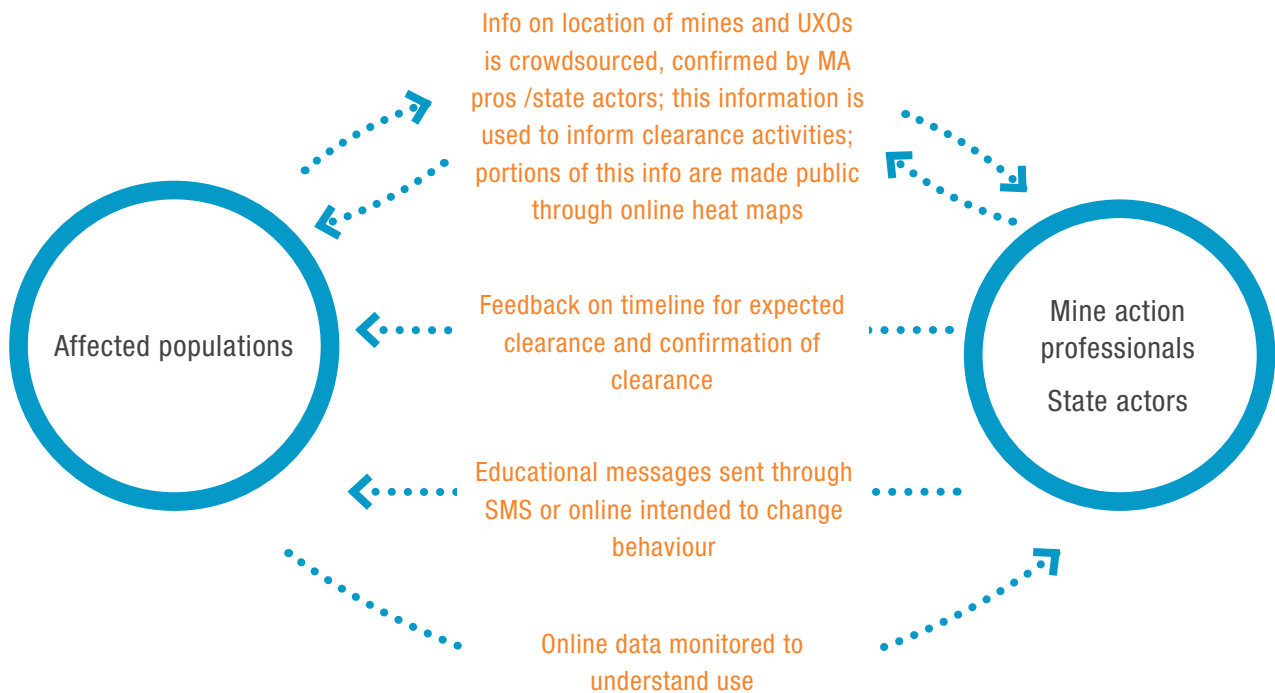 Info on location of mines and UXOs
is crowdsourced, confirmed by MA
pros /state actors; this information is
used to inform clearance activities;
portions of this info are made public
through online heat maps
Affected populations
Feedback on timeline for expected
clearance and confirmation of
clearance
Mine action
professionals
State actors
Educational messages sent through
SMS or online intended to change
behaviour
Online data monitored to
understand use